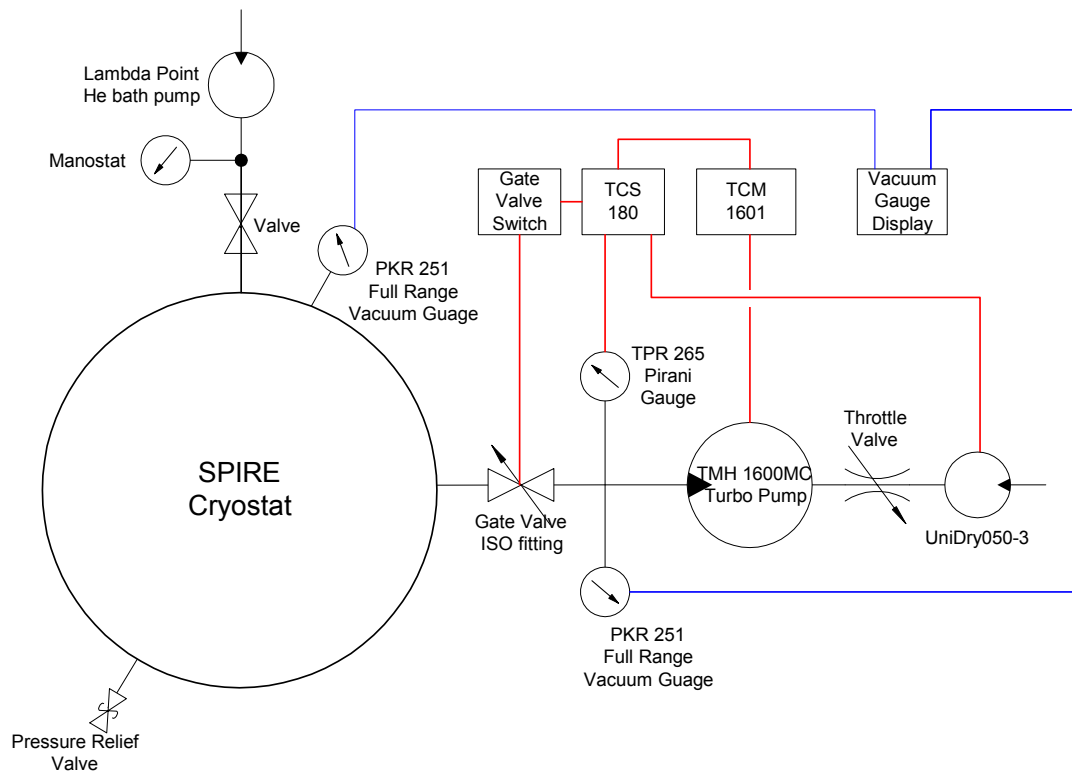 Lambda Point
He bath pump
Manostat
Valve
PKR 251
Full Range
Vacuum Guage
Gate
Valve
Switch
TCS
180
TCM
1601
Vacuum
Gauge
Display
TPR 265
Pirani
Gauge
Throttle
Valve
SPIRE
Cryostat
TMH 1600MC
Turbo Pump
Gate Valve
ISO fitting
UniDry050-3
PKR 251
Full Range
Vacuum Guage
Pressure Relief
Valve